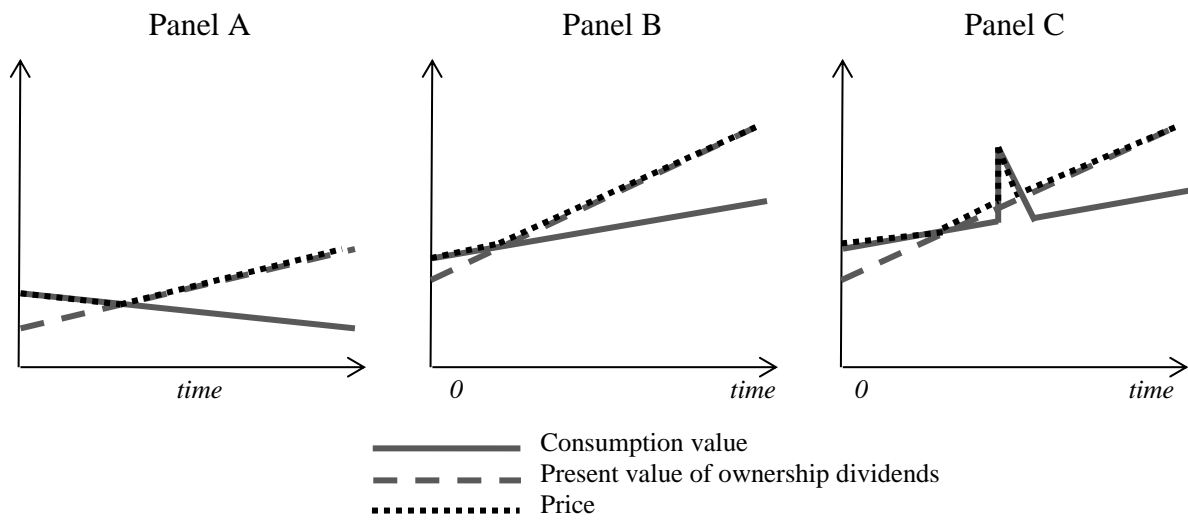 Panel A
Panel B
Panel C
time
0
time
0
time
Consumption value
Present value of ownership dividends
Price